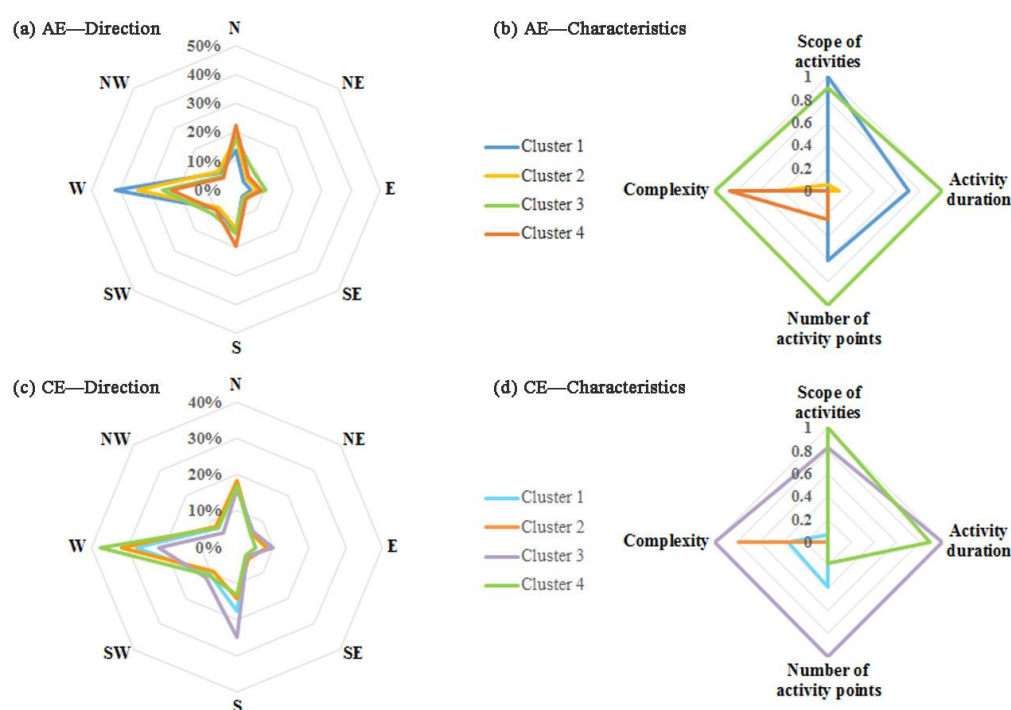 (a) AE—Direction
N
50%
40%
30%
20%
10%
0%
NW
NE
W
E
SW
SE
S
Cluster 1
Cluster 2
Cluster 3
Cluster 4
(b) AE—Characteristics
Scope of
activities
1
0.8
0.6
0.4
0.2
0
Complexity
Activity
duration
Number of
activity points
(c) CE—Direction
N
40%
30%
20%
10%
0%
NW
NE
W
E
SW
SE
S
Cluster 1
Cluster 2
Cluster 3
Cluster 4
(d) CE—Characteristics
Scope of
activities
1
0.8
0.6
0.4
0.2
0
Complexity
Activity
duration
Number of
activity points